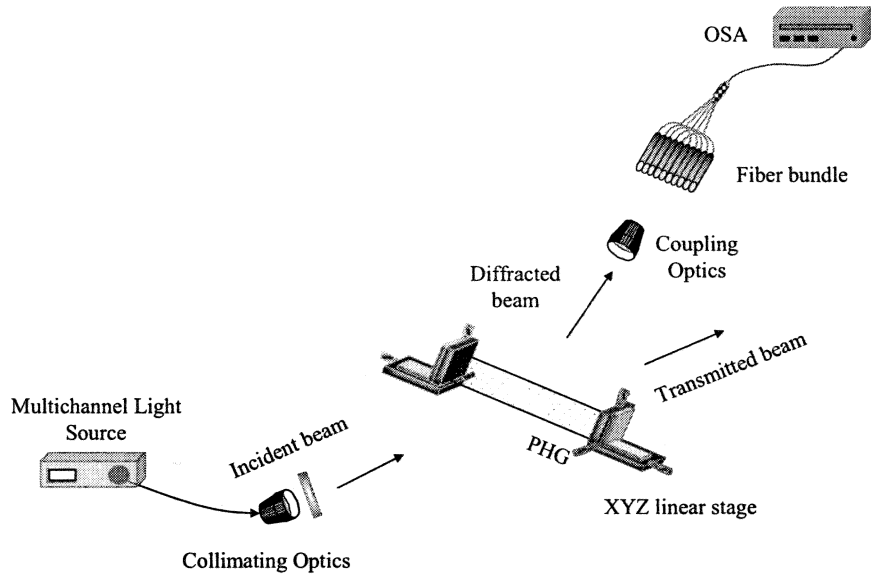 OSA
Fiber bundle
Coupling
Optics
Diffracted
beam
Transmitted beam
Multichannel Light
Source
Incident beam
PHG
XYZ linear stage
Collimating Optics